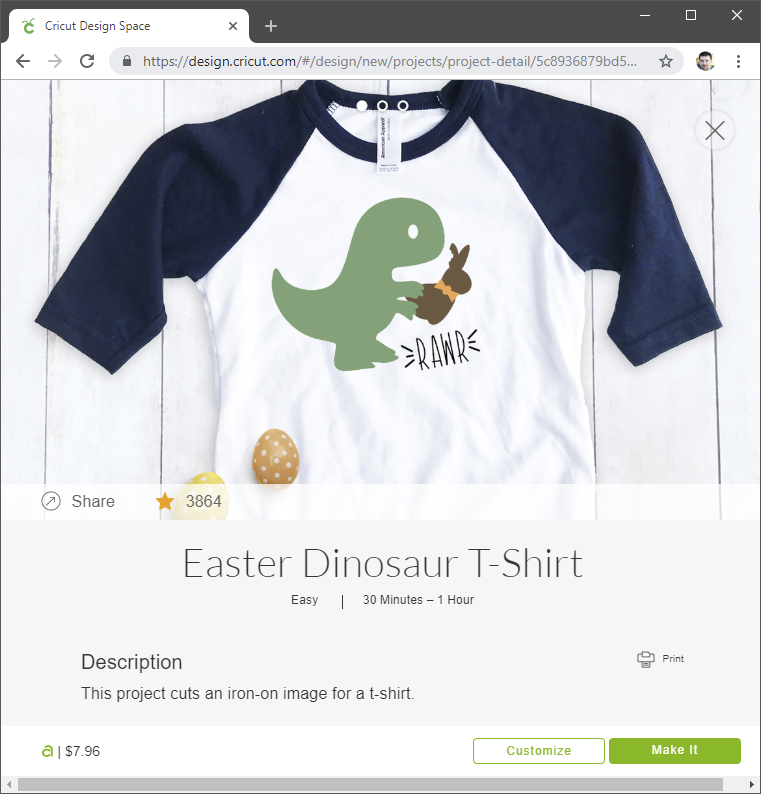 Cricut Design Space
https://design.cricut.com/#/design/new/projects/project-detail/5c8936879bd5...
American Apparel
RAWR
Share
3864
Easter Dinosaur T-Shirt
Easy | 30 Minutes – 1 Hour
Description
Print
This project cuts an iron-on image for a t-shirt.
a | $7.96
Customize
Make It